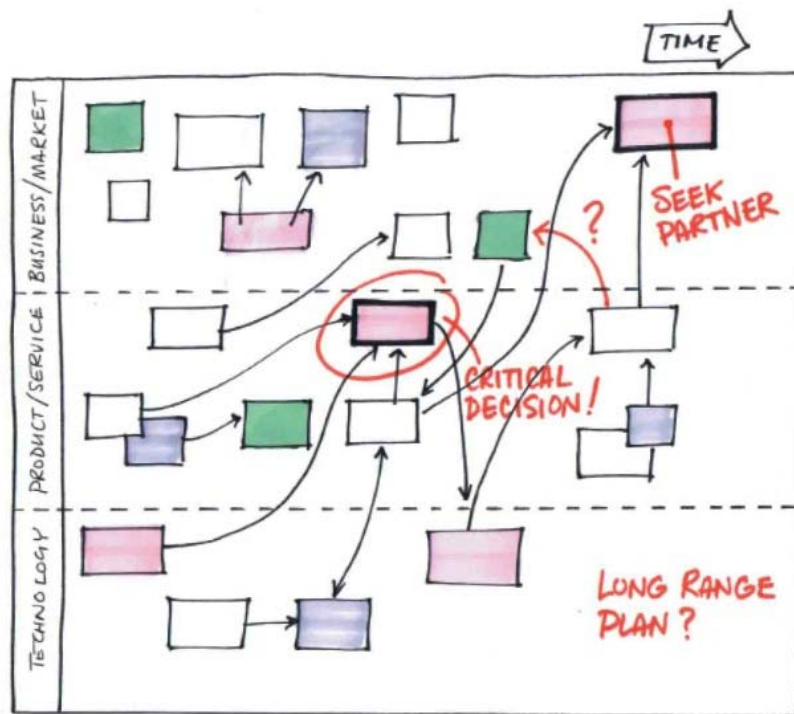 TIME
BUSINESS/MARKET
SEEK
PARTNER
?
PRODUCT/SERVICE
CRITICAL
DECISION!
TECHNOLOGY
LONG RANGE
PLAN?